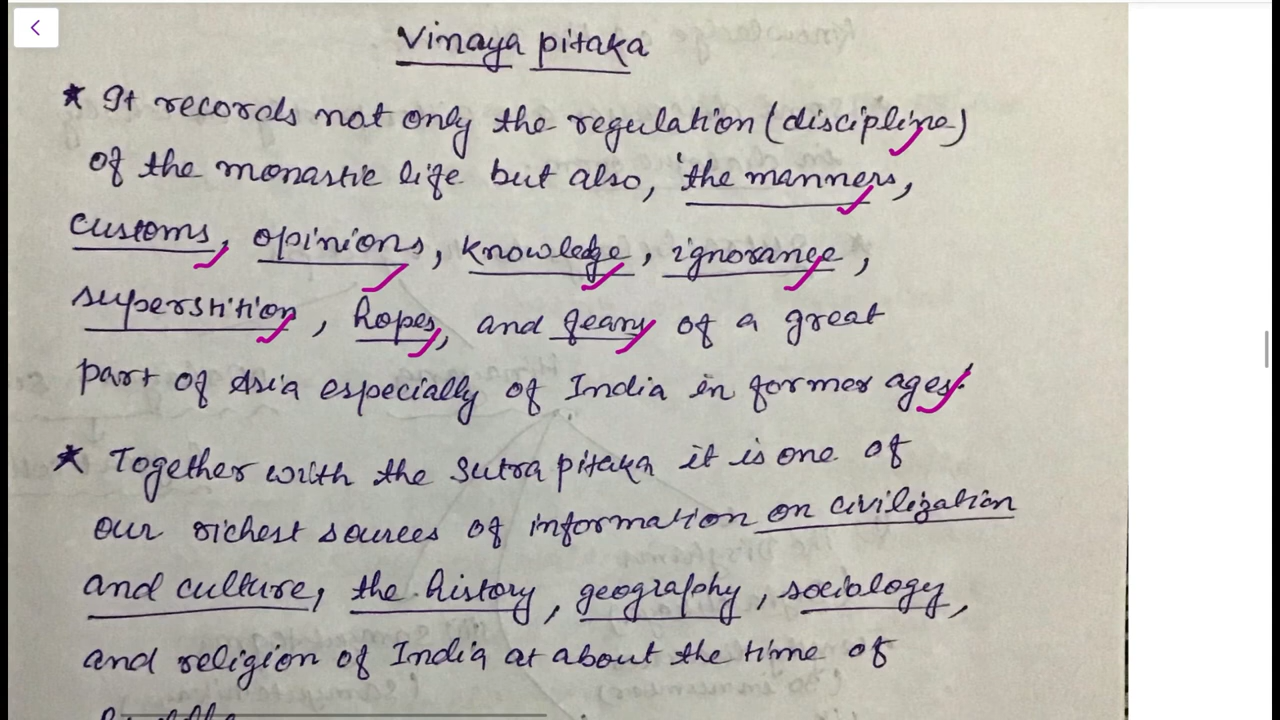 Vinaya pitaka
* It records not only the regulation (discipline)
of the monastic life but also, 'the manners,
customs, opinions, knowledge, ignorance,
superstition, hopes, and fears of a great
part of Asia especially of India in former ages.
* Together with the Sutra pitaka it is one of
our richest sources of information on civilization
and culture, the history, geography, sociology,
and religion of India at about the time of